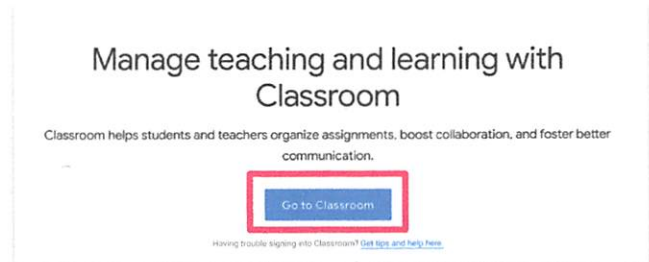 Manage teaching and learning with
Classroom
Classroom helps students and teachers organize assignments, boost collaboration, and foster better
communication.
Go to Classroom
Having trouble signing into Classroom? Get tips and help here.